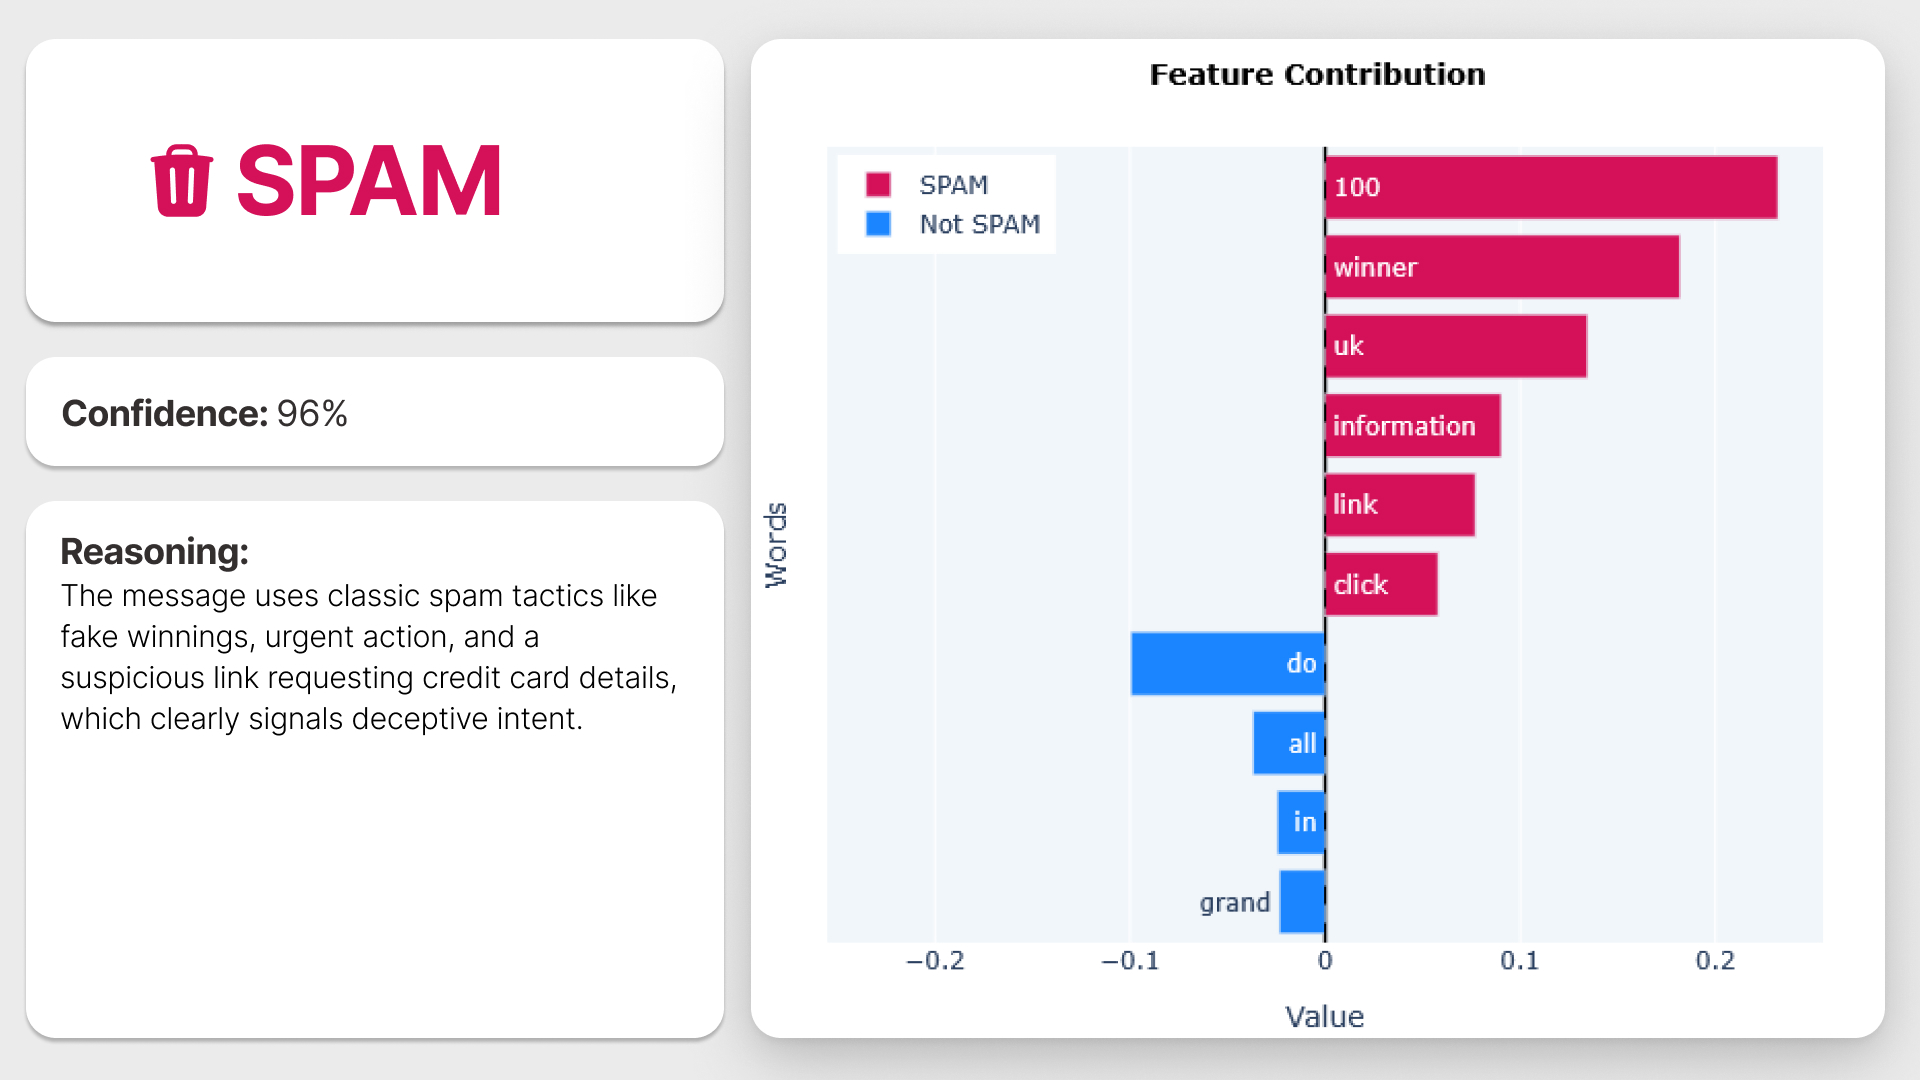 SPAM
Confidence: 96%
Reasoning:
The message uses classic spam tactics like
fake winnings, urgent action, and a
suspicious link requesting credit card details,
which clearly signals deceptive intent.
Feature Contribution
SPAM
Not SPAM
100
winner
uk
information
link
click
do
all
in
grand
Words
−0.2 −0.1 0 0.1 0.2
Value